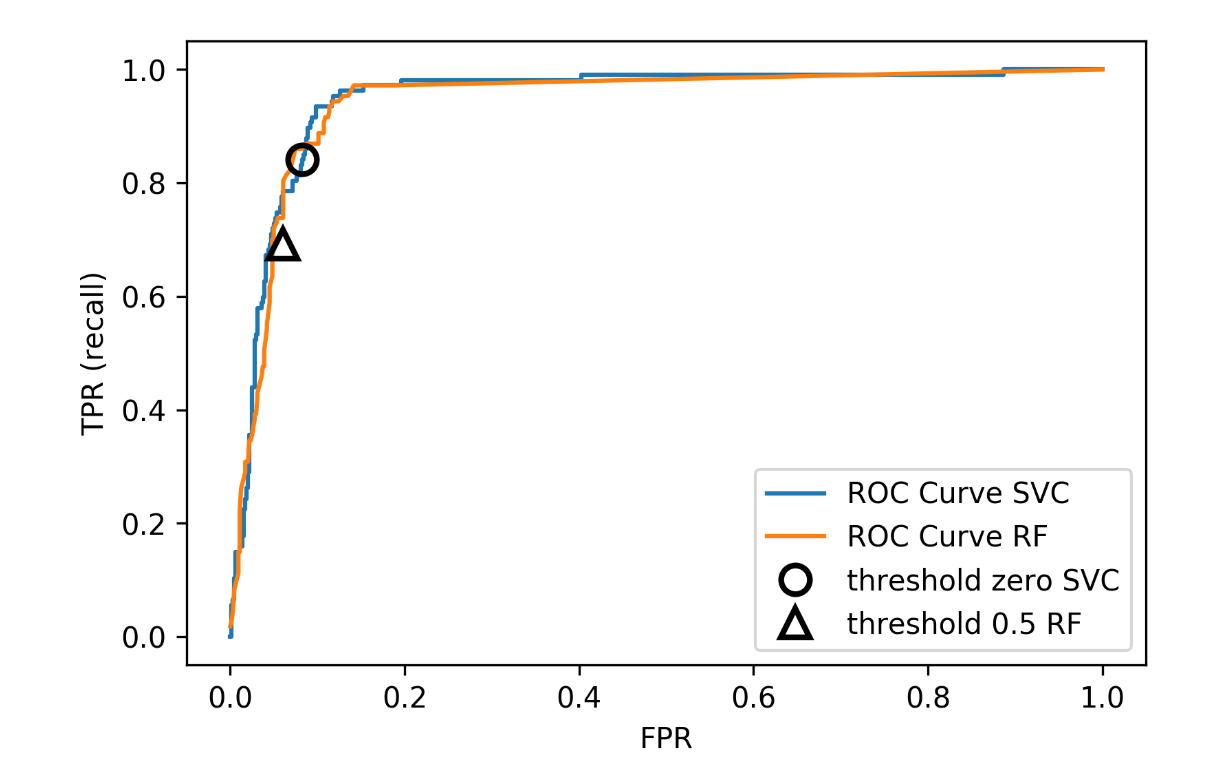 1.0
0.8
0.6
0.4
0.2
0.0
TPR (recall)
ROC Curve SVC
ROC Curve RF
threshold zero SVC
threshold 0.5 RF
0.0 0.2 0.4 0.6 0.8 1.0
FPR